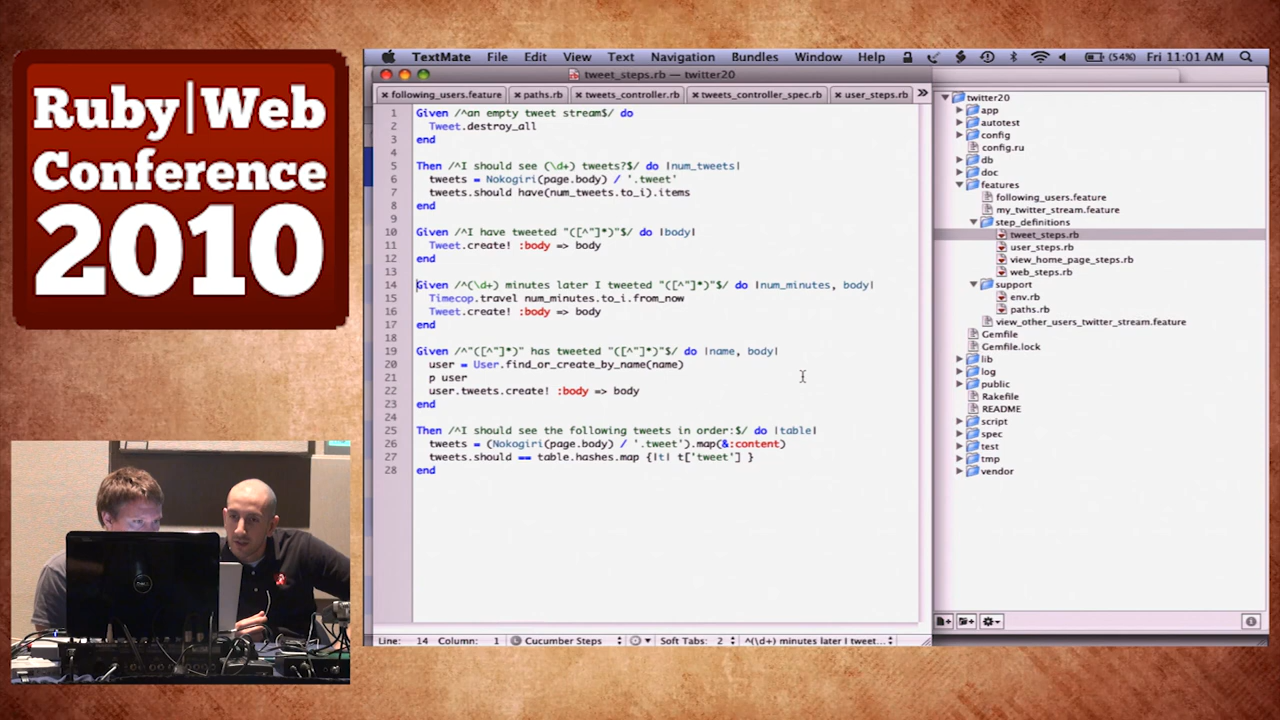 Ruby|Web
Conference
2010
TextMate File Edit View Text Navigation Bundles Window Help (54%) Fri 11:01 AM
tweet_steps.rb — twitter20
following_users.feature paths.rb tweets_controller.rb tweets_controller_spec.rb user_steps.rb »
1 Given /^an empty tweet stream$/ do
2 Tweet.destroy_all
3 end
4
5 Then /^I should see (\d+) tweets?$/ do |num_tweets|
6 tweets = Nokogiri(page.body) / '.tweet'
7 tweets.should have(num_tweets.to_i).items
8 end
9
10 Given /^I have tweeted "([^"]*)"$/ do |body|
11 Tweet.create! :body => body
12 end
13
14 Given /^(\d+) minutes later I tweeted "([^"]*)"$/ do |num_minutes, body|
15 Timecop.travel num_minutes.to_i.from_now
16 Tweet.create! :body => body
17 end
18
19 Given /^"([^"]*)" has tweeted "([^"]*)"$/ do |name, body|
20 user = User.find_or_create_by_name(name)
21 p user
22 user.tweets.create! :body => body
23 end
24
25 Then /^I should see the following tweets in order:$/ do |table|
26 tweets = (Nokogiri(page.body) / '.tweet').map(&:content)
27 tweets.should == table.hashes.map {|t| t['tweet'] }
28 end
Line: 14 Column: 1 Cucumber Steps Soft Tabs: 2 ^(\d+) minutes later I tweet...
twitter20
app
autotest
config
config.ru
db
doc
features
following_users.feature
my_twitter_stream.feature
step_definitions
tweet_steps.rb
user_steps.rb
view_home_page_steps.rb
web_steps.rb
support
env.rb
paths.rb
view_other_users_twitter_stream.feature
Gemfile
Gemfile.lock
lib
log
public
Rakefile
README
script
spec
test
tmp
vendor
DELL